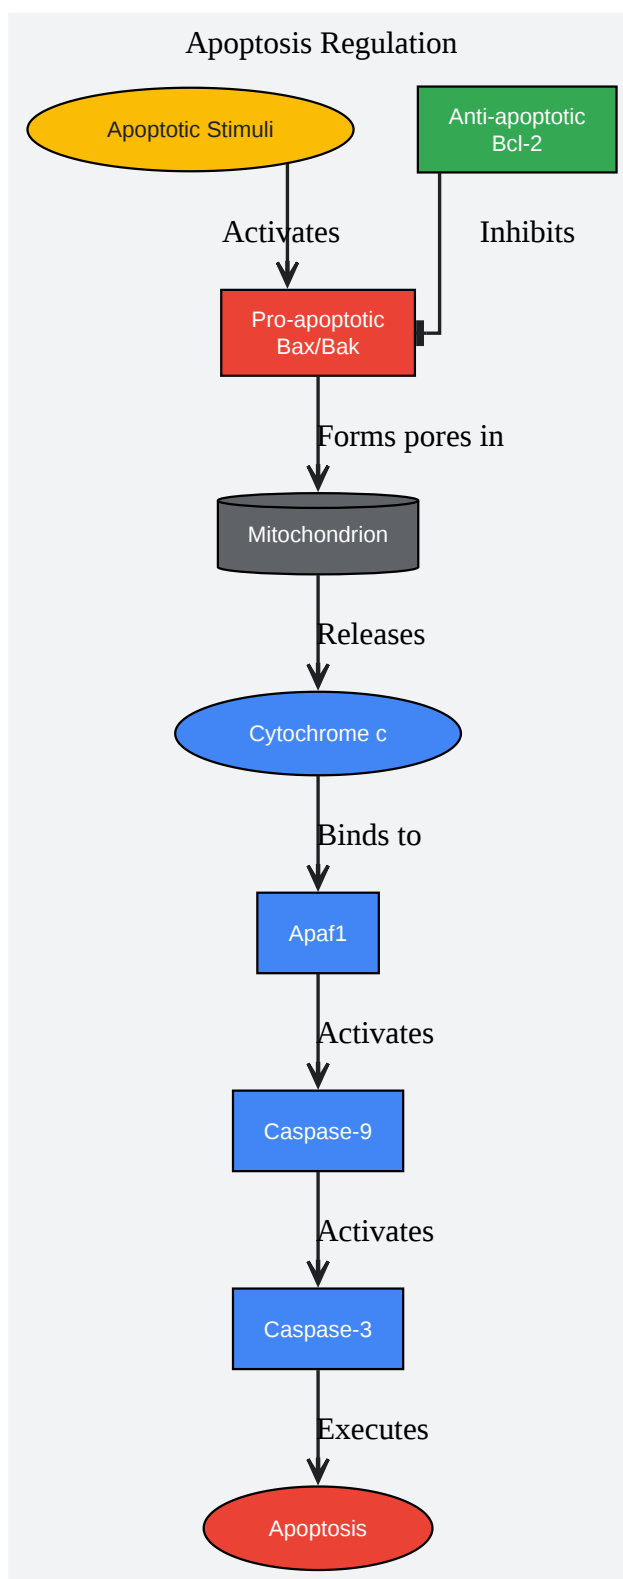 Apoptosis Regulation
Apoptotic Stimuli
Anti-apoptotic
Bcl-2
Activates
Inhibits
Pro-apoptotic
Bax/Bak
Forms pores in
Mitochondrion
Releases
Cytochrome c
Binds to
Apaf1
Activates
Caspase-9
Activates
Caspase-3
Executes
Apoptosis